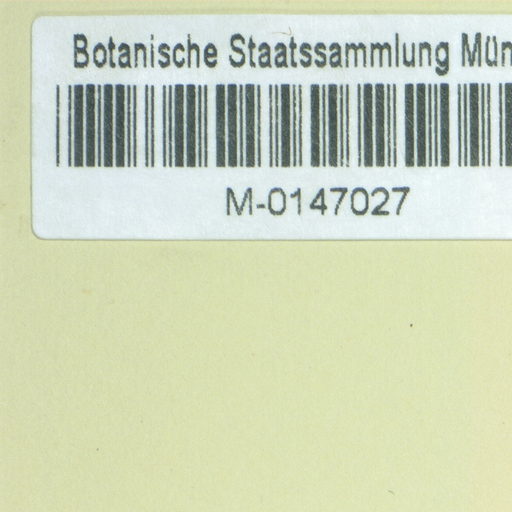 Botanische Staatssammlung Mün
M-0147027